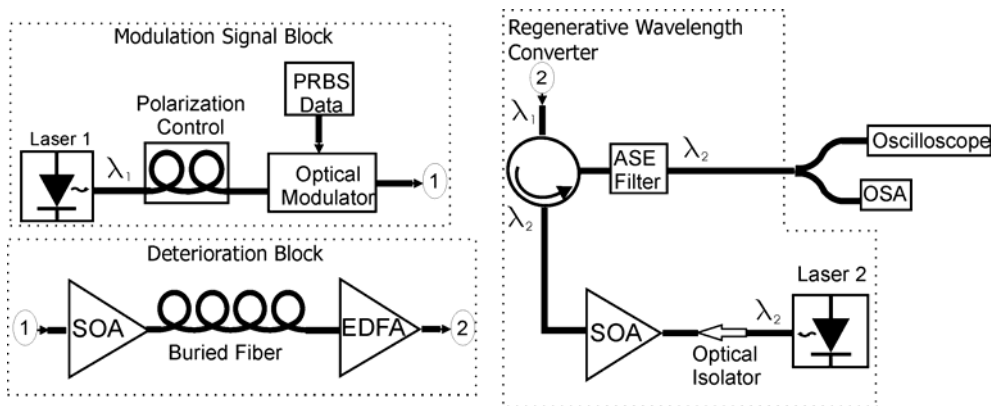 Modulation Signal Block
PRBS
Data
Polarization
Control
Laser 1
λ1
Optical
Modulator
1
Deterioration Block
1
SOA
Buried Fiber
EDFA
2
Regenerative Wavelength
Converter
2
λ1
ASE
Filter
λ2
Oscilloscope
OSA
λ2
SOA
Optical
Isolator
λ2
Laser 2